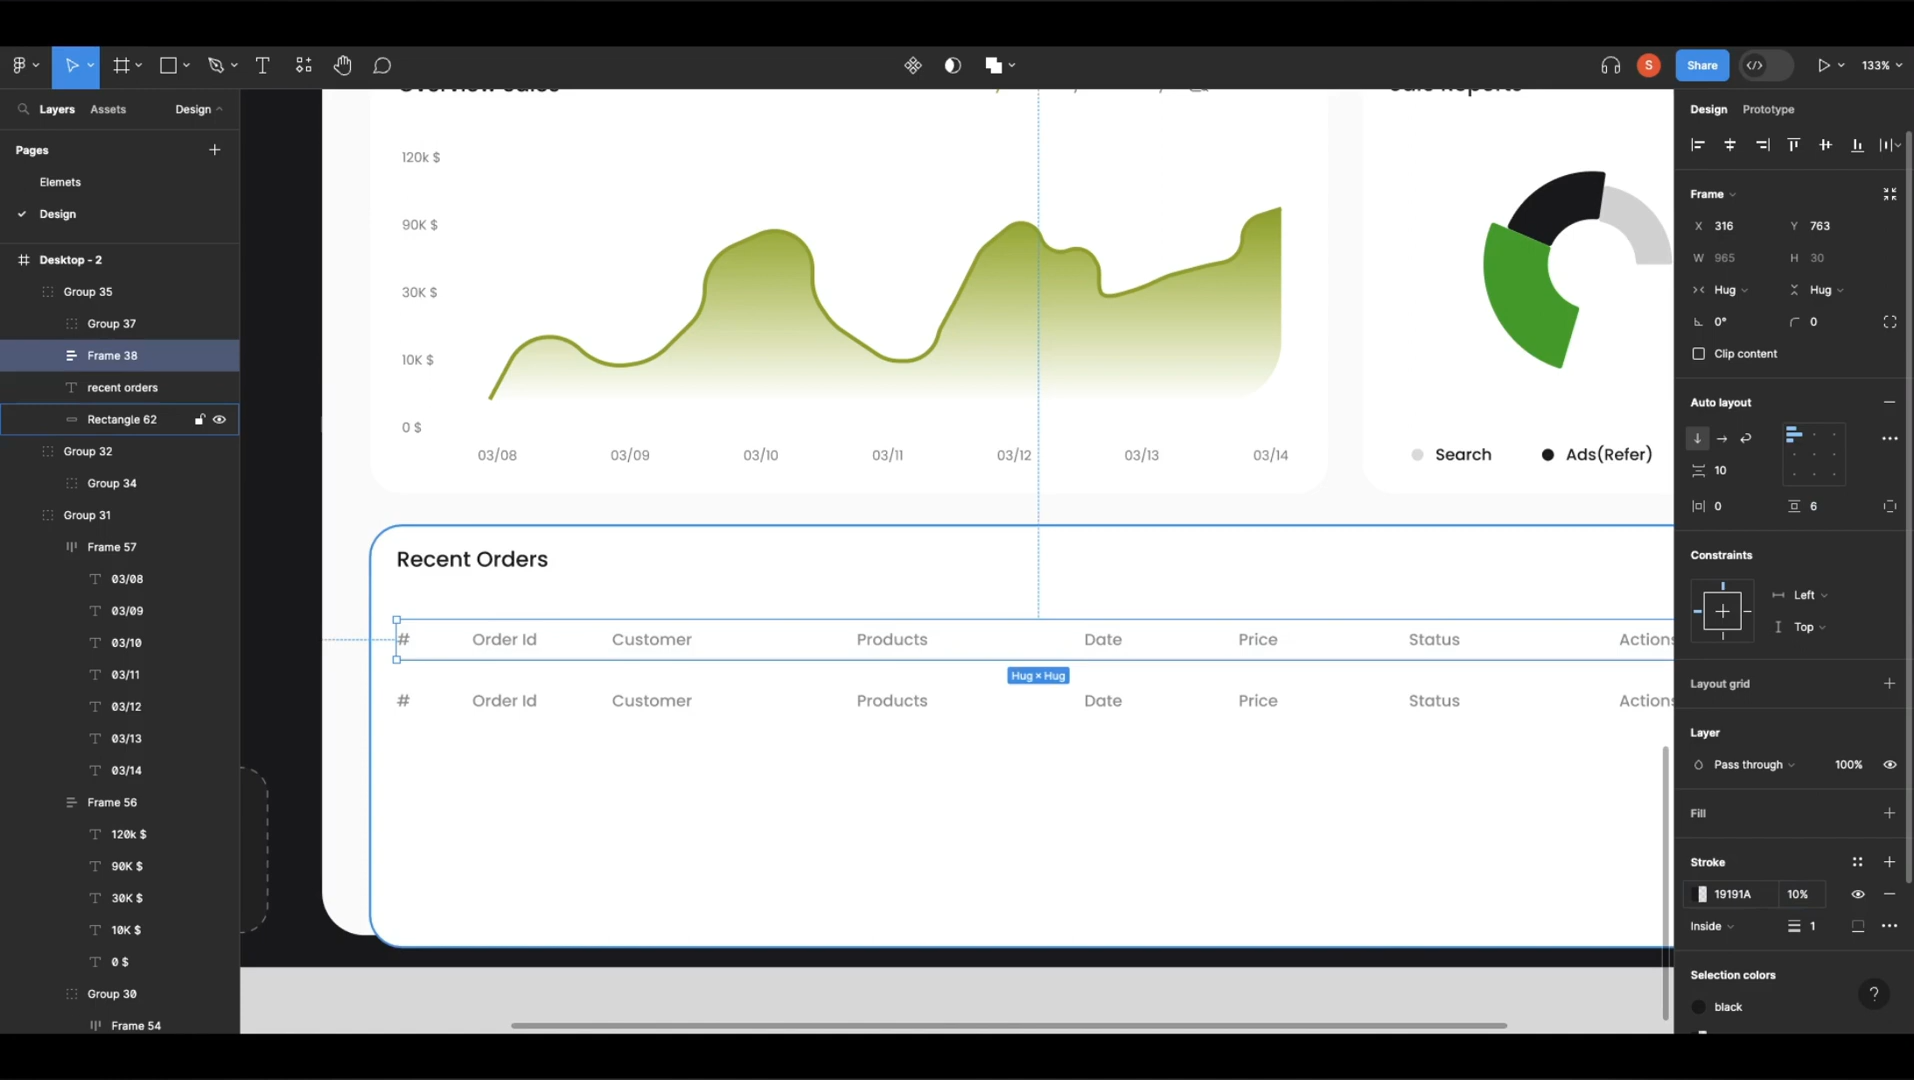 S
Share
133%
Layers Assets Design
Pages
Elemets
Design
Desktop - 2
Group 35
Group 37
Frame 38
recent orders
Rectangle 62
Group 32
Group 34
Group 31
Frame 57
03/08
03/09
03/10
03/11
03/12
03/13
03/14
Frame 56
120k $
90K $
30K $
10K $
0 $
Group 30
Frame 54
Overview Sales
Sale Reports
120k $
90K $
30K $
10K $
0 $
03/08 03/09 03/10 03/11 03/12 03/13 03/14
Search Ads(Refer)
Recent Orders
# Order Id Customer Products Date Price Status Actions
Hug × Hug
# Order Id Customer Products Date Price Status Actions
Design Prototype
Frame
X 316 Y 763
W 965 H 30
Hug Hug
0° 0
Clip content
Auto layout
10
0 6
Constraints
Left
Top
Layout grid
Layer
Pass through 100%
Fill
Stroke
19191A 10%
Inside 1
Selection colors
black
?